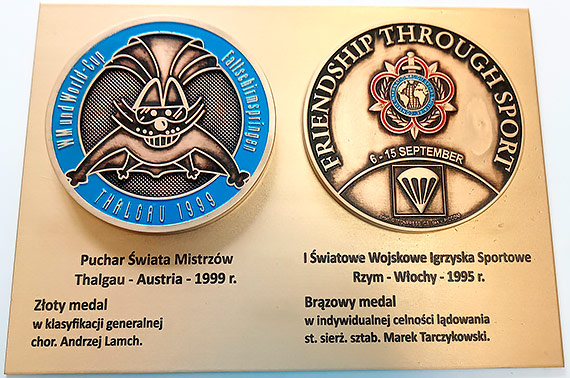 WM und World-Cup
Fallschirmspringen
THALGAU 1999
FRIENDSHIP THROUGH SPORT
6 - 15 SEPTEMBER
Puchar Świata Mistrzów
Thalgau - Austria - 1999 r.
Złoty medal
w klasyfikacji generalnej
chor. Andrzej Lamch.
I Światowe Wojskowe Igrzyska Sportowe
Rzym - Włochy - 1995 r.
Brązowy medal
w indywidualnej celności lądowania
st. sierż. sztab. Marek Tarczykowski.